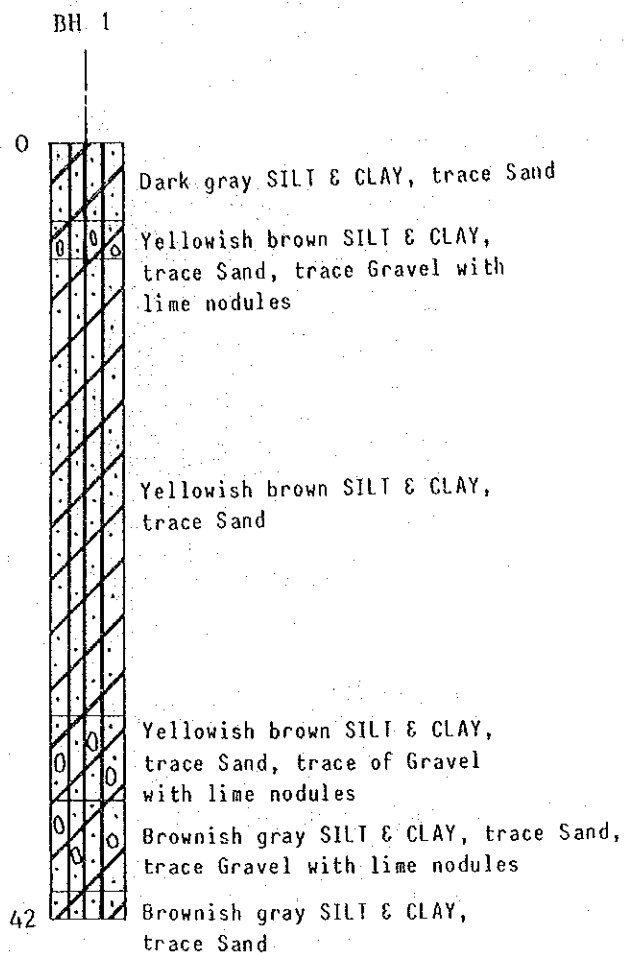 BH 1
0
Dark gray SILT & CLAY, trace Sand
Yellowish brown SILT & CLAY,
trace Sand, trace Gravel with
lime nodules
Yellowish brown SILT & CLAY,
trace Sand
Yellowish brown SILT & CLAY,
trace Sand, trace of Gravel
with lime nodules
Brownish gray SILT & CLAY, trace Sand,
trace Gravel with lime nodules
42
Brownish gray SILT & CLAY,
trace Sand